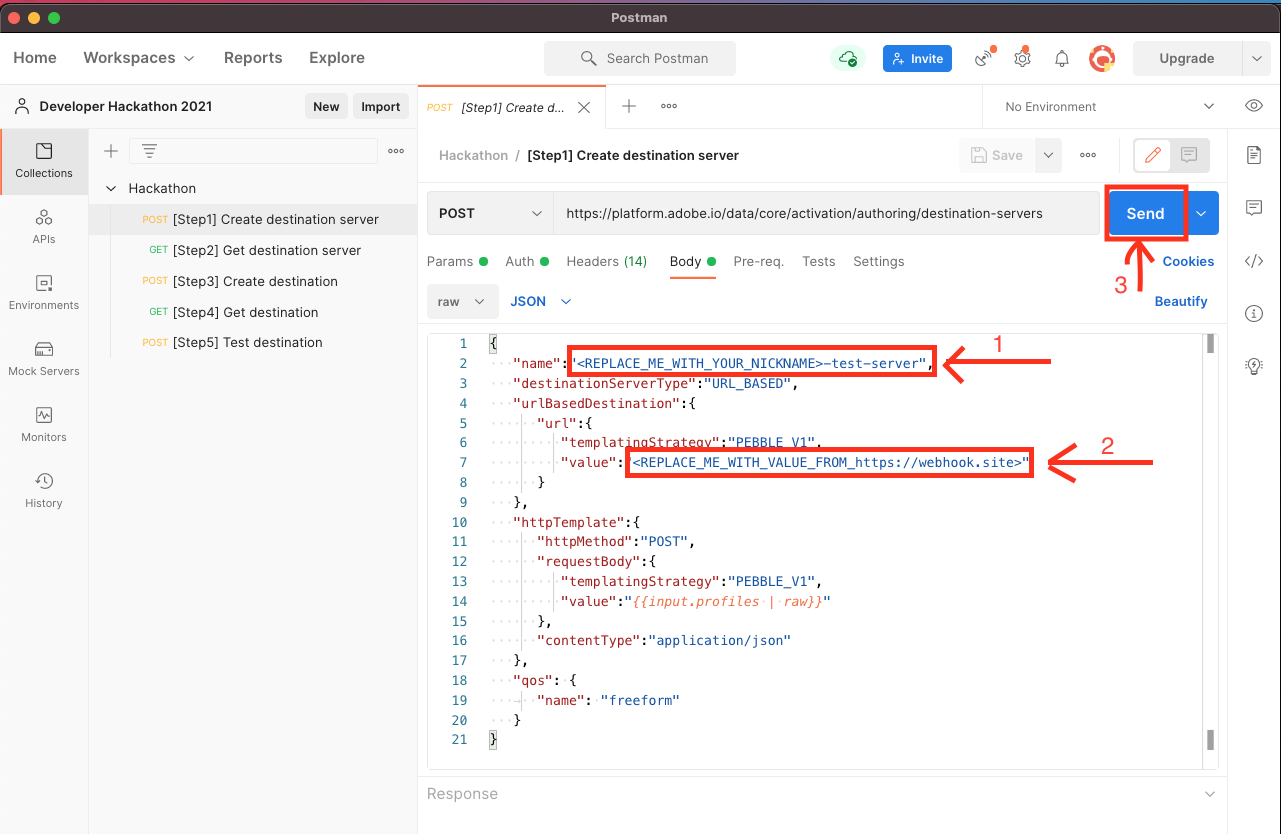 Postman
Home Workspaces Reports Explore Search Postman Invite Upgrade
Developer Hackathon 2021 New Import
POST [Step1] Create d... No Environment
Collections
APIs
Environments
Mock Servers
Monitors
History
Hackathon
POST [Step1] Create destination server
GET [Step2] Get destination server
POST [Step3] Create destination
GET [Step4] Get destination
POST [Step5] Test destination
Hackathon / [Step1] Create destination server Save
POST https://platform.adobe.io/data/core/activation/authoring/destination-servers Send
3
Params Auth Headers (14) Body Pre-req. Tests Settings Cookies
raw JSON Beautify
1 {
2 "name":"<REPLACE_ME_WITH_YOUR_NICKNAME>-test-server", 1
3 "destinationServerType":"URL_BASED",
4 "urlBasedDestination":{
5 "url":{
6 "templatingStrategy":"PEBBLE_V1",
7 "value":"<REPLACE_ME_WITH_VALUE_FROM_https://webhook.site>" 2
8 }
9 },
10 "httpTemplate":{
11 "httpMethod":"POST",
12 "requestBody":{
13 "templatingStrategy":"PEBBLE_V1",
14 "value":"{{input.profiles | raw}}"
15 },
16 "contentType":"application/json"
17 },
18 "qos": {
19 "name": "freeform"
20 }
21 }
Response